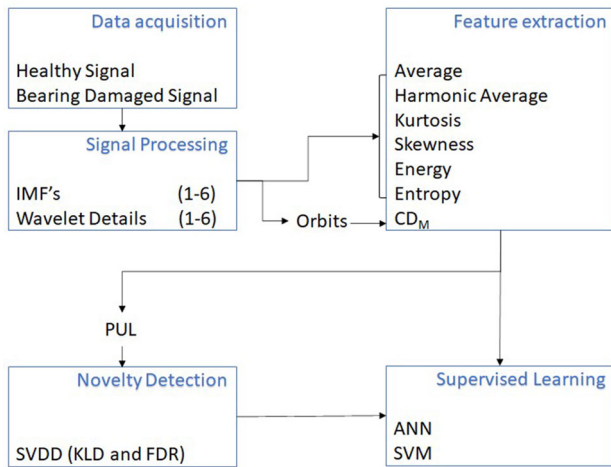 Data acquisition
Healthy Signal
Bearing Damaged Signal
Signal Processing
IMF's (1-6)
Wavelet Details (1-6)
Orbits
Feature extraction
Average
Harmonic Average
Kurtosis
Skewness
Energy
Entropy
CD_M
PUL
Novelty Detection
SVDD (KLD and FDR)
Supervised Learning
ANN
SVM